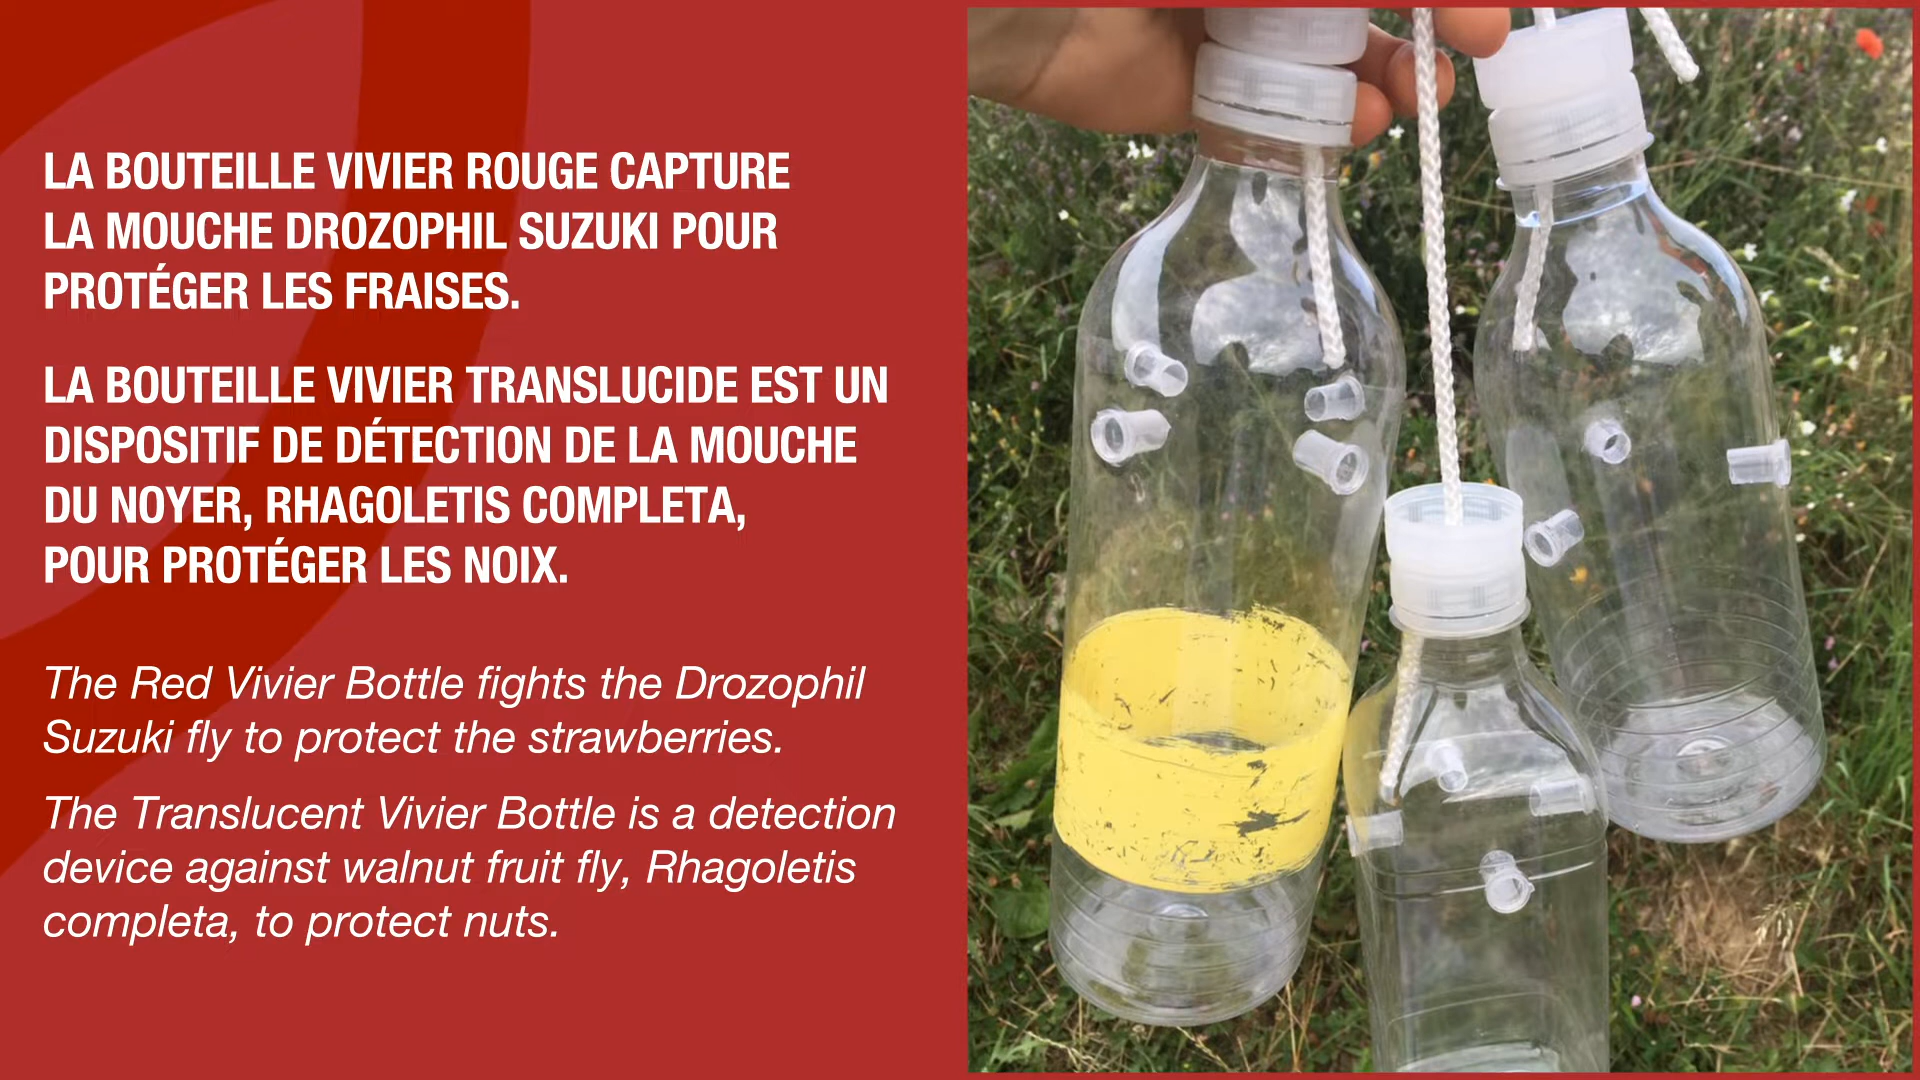 LA BOUTEILLE VIVIER ROUGE CAPTURE
LA MOUCHE DROZOPHIL SUZUKI POUR
PROTÉGER LES FRAISES.
LA BOUTEILLE VIVIER TRANSLUCIDE EST UN
DISPOSITIF DE DÉTECTION DE LA MOUCHE
DU NOYER, RHAGOLETIS COMPLETA,
POUR PROTÉGER LES NOIX.
The Red Vivier Bottle fights the Drozophil
Suzuki fly to protect the strawberries.
The Translucent Vivier Bottle is a detection
device against walnut fruit fly, Rhagoletis
completa, to protect nuts.